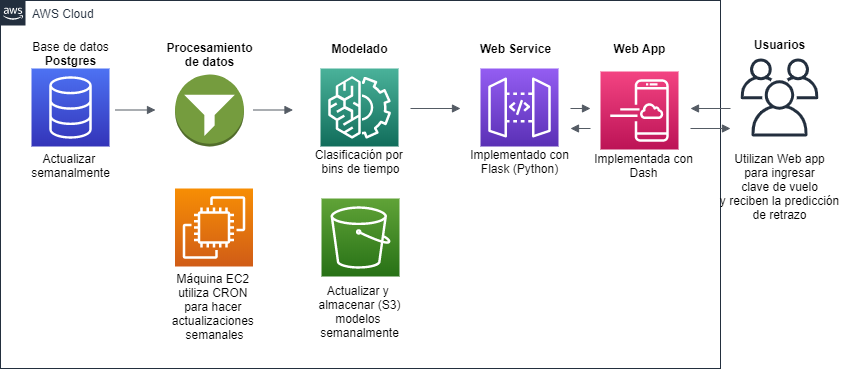 aws
AWS Cloud
Base de datos
Postgres
Actualizar
semanalmente
Procesamiento
de datos
Máquina EC2
utiliza CRON
para hacer
actualizaciones
semanales
Modelado
Clasificación por
bins de tiempo
Actualizar y
almacenar (S3)
modelos
semanalmente
Web Service
</>
Implementado con
Flask (Python)
Web App
Implementada con
Dash
Usuarios
Utilizan Web app
para ingresar
clave de vuelo
y reciben la predicción
de retrazo